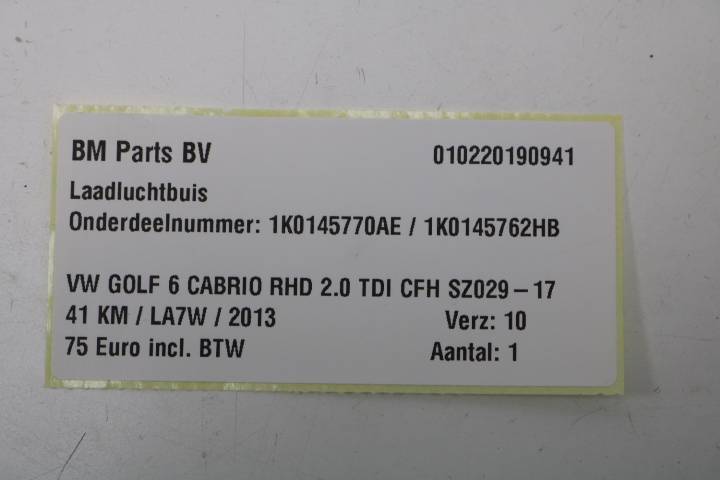 BM Parts BV 010220190941
Laadluchtbuis
Onderdeelnummer: 1K0145770AE / 1K0145762HB
VW GOLF 6 CABRIO RHD 2.0 TDI CFH SZ029-17
41 KM / LA7W / 2013 Verz: 10
75 Euro incl. BTW Aantal: 1